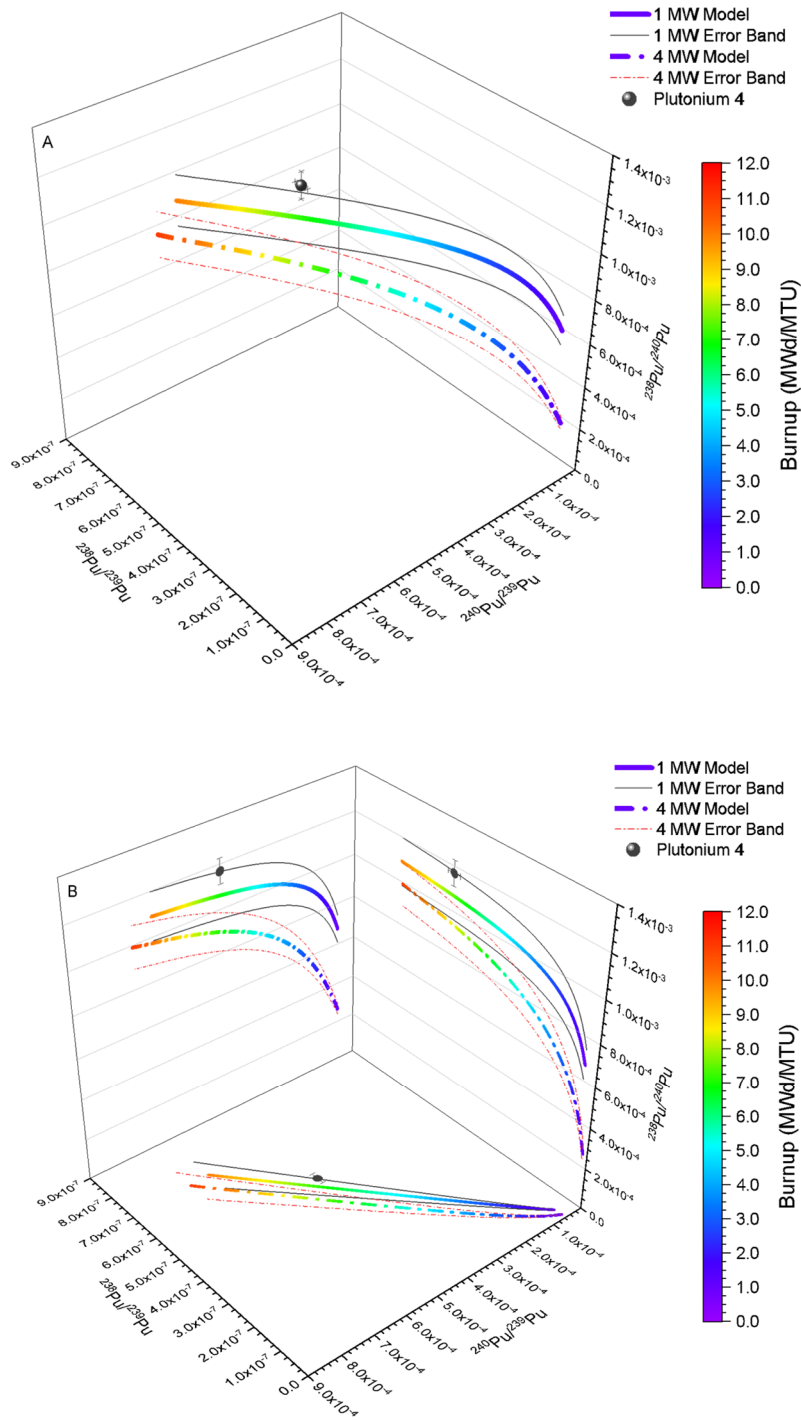 1 MW Model
1 MW Error Band
4 MW Model
4 MW Error Band
Plutonium 4
A
1.4x10⁻³
1.2x10⁻³
1.0x10⁻³
8.0x10⁻⁴
6.0x10⁻⁴
4.0x10⁻⁴
2.0x10⁻⁴
0.0
²³⁸Pu/²⁴⁰Pu
12.0
11.0
10.0
9.0
8.0
7.0
6.0
5.0
4.0
3.0
2.0
1.0
0.0
Burnup (MWd/MTU)
9.0x10⁻⁷
8.0x10⁻⁷
7.0x10⁻⁷
6.0x10⁻⁷
5.0x10⁻⁷
4.0x10⁻⁷
3.0x10⁻⁷
2.0x10⁻⁷
1.0x10⁻⁷
0.0
²³⁸Pu/²³⁹Pu
1.0x10⁻⁴
2.0x10⁻⁴
3.0x10⁻⁴
4.0x10⁻⁴
5.0x10⁻⁴
6.0x10⁻⁴
7.0x10⁻⁴
8.0x10⁻⁴
9.0x10⁻⁴
²⁴⁰Pu/²³⁹Pu
1 MW Model
1 MW Error Band
4 MW Model
4 MW Error Band
Plutonium 4
B
1.4x10⁻³
1.2x10⁻³
1.0x10⁻³
8.0x10⁻⁴
6.0x10⁻⁴
4.0x10⁻⁴
2.0x10⁻⁴
0.0
²³⁸Pu/²⁴⁰Pu
12.0
11.0
10.0
9.0
8.0
7.0
6.0
5.0
4.0
3.0
2.0
1.0
0.0
Burnup (MWd/MTU)
9.0x10⁻⁷
8.0x10⁻⁷
7.0x10⁻⁷
6.0x10⁻⁷
5.0x10⁻⁷
4.0x10⁻⁷
3.0x10⁻⁷
2.0x10⁻⁷
1.0x10⁻⁷
0.0
²³⁸Pu/²³⁹Pu
1.0x10⁻⁴
2.0x10⁻⁴
3.0x10⁻⁴
4.0x10⁻⁴
5.0x10⁻⁴
6.0x10⁻⁴
7.0x10⁻⁴
8.0x10⁻⁴
9.0x10⁻⁴
²⁴⁰Pu/²³⁹Pu